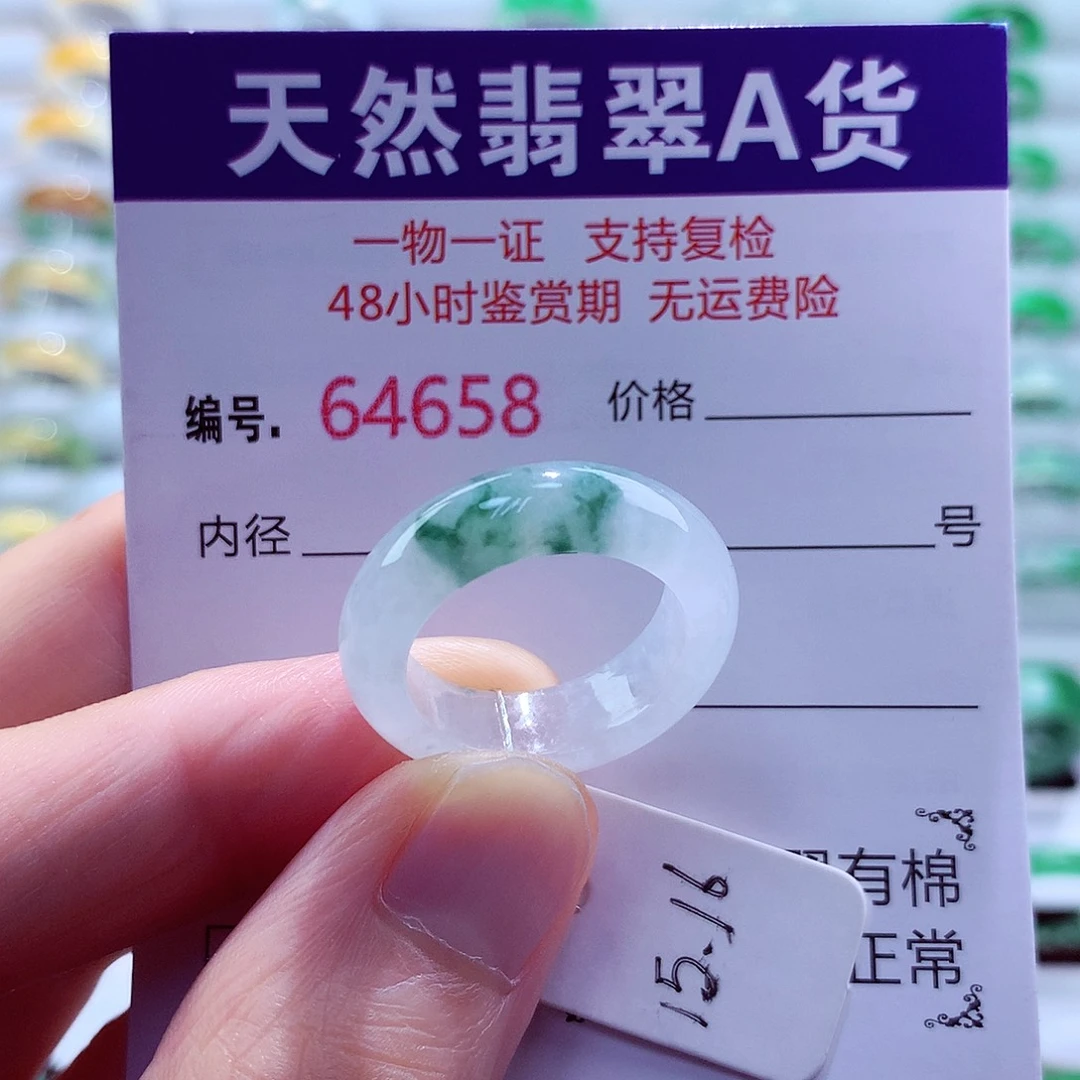 天然翡翠A货
一物一证 支持复检
48小时鉴赏期 无运费险
编号. 64658 价格
内径 号
有棉
正常
15.16